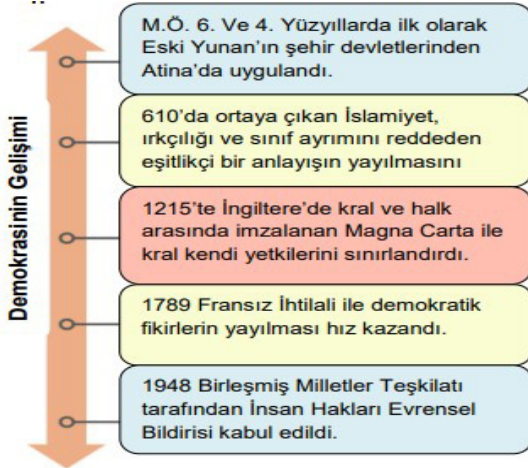 Demokrasinin Gelişimi
M.Ö. 6. Ve 4. Yüzyıllarda ilk olarak
Eski Yunan’ın şehir devletlerinden
Atina’da uygulandı.
610’da ortaya çıkan İslamiyet,
ırkçılığı ve sınıf ayrımını reddeden
eşitlikçi bir anlayışın yayılmasını
1215’te İngiltere’de kral ve halk
arasında imzalanan Magna Carta ile
kral kendi yetkilerini sınırlandırdı.
1789 Fransız İhtilali ile demokratik
fikirlerin yayılması hız kazandı.
1948 Birleşmiş Milletler Teşkilatı
tarafından İnsan Hakları Evrensel
Bildirisi kabul edildi.